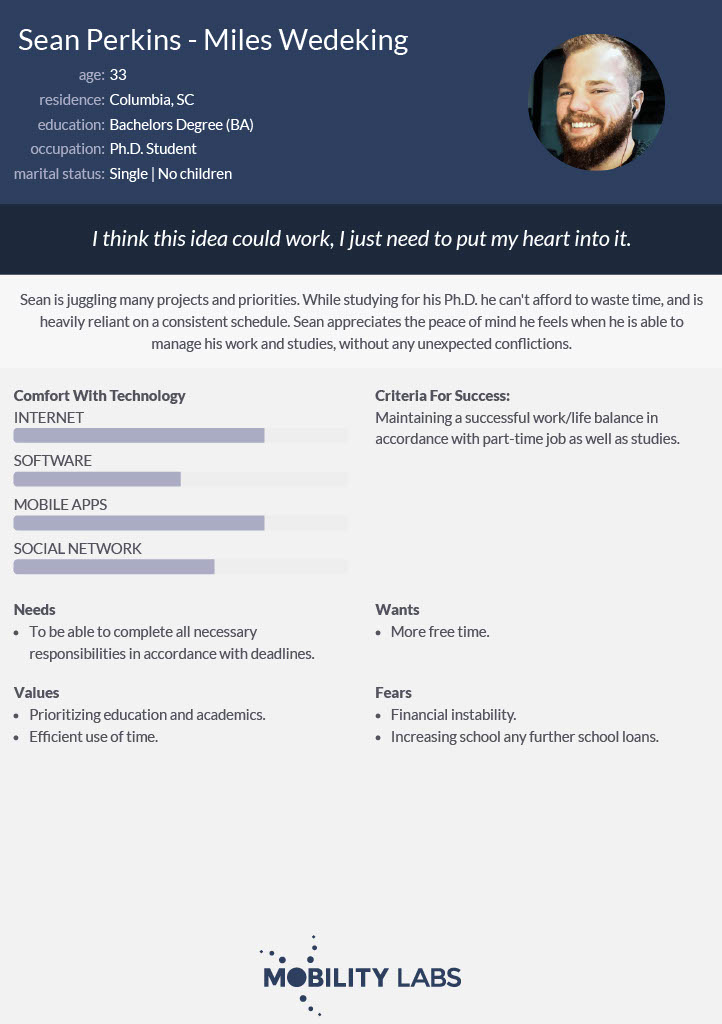 Sean Perkins - Miles Wedeking
age: 33
residence: Columbia, SC
education: Bachelors Degree (BA)
occupation: Ph.D. Student
marital status: Single | No children
I think this idea could work, I just need to put my heart into it.
Sean is juggling many projects and priorities. While studying for his Ph.D. he can't afford to waste time, and is
heavily reliant on a consistent schedule. Sean appreciates the peace of mind he feels when he is able to
manage his work and studies, without any unexpected conflictions.
Comfort With Technology
INTERNET
SOFTWARE
MOBILE APPS
SOCIAL NETWORK
Criteria For Success:
Maintaining a successful work/life balance in
accordance with part-time job as well as studies.
Needs
• To be able to complete all necessary
responsibilities in accordance with deadlines.
Wants
• More free time.
Values
• Prioritizing education and academics.
• Efficient use of time.
Fears
• Financial instability.
• Increasing school any further school loans.
MOBILITY LABS